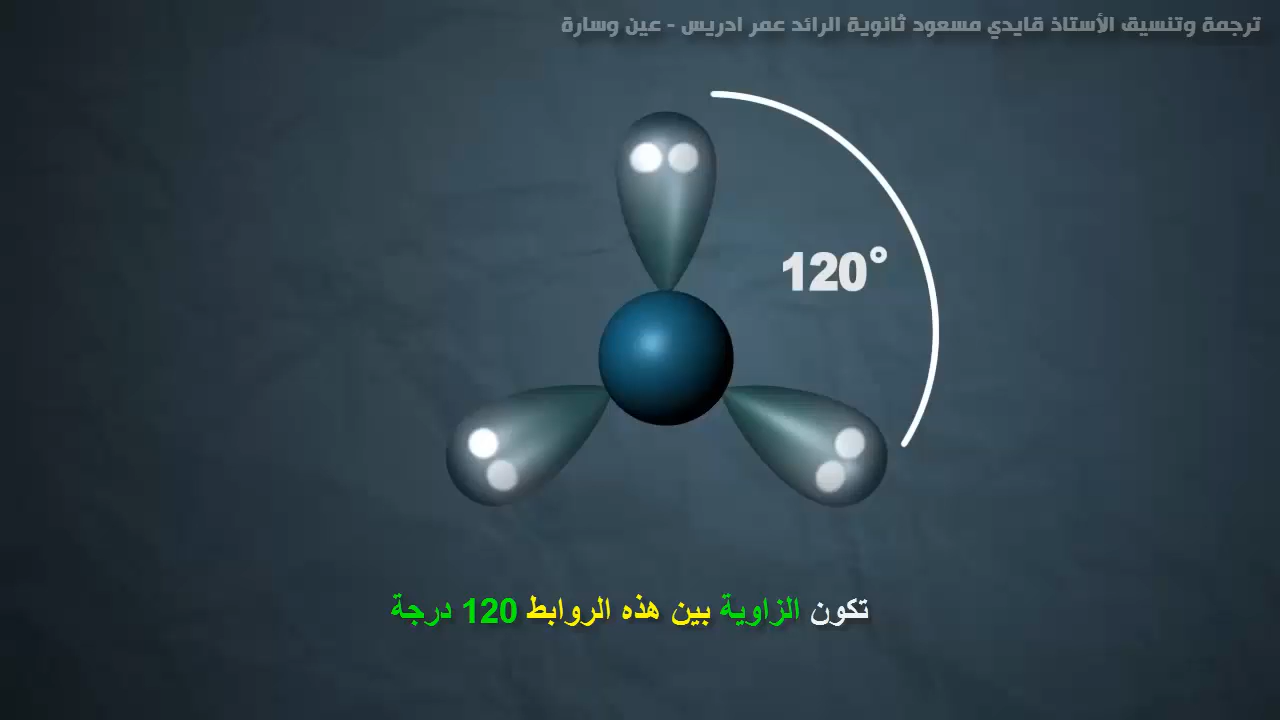 ترجمة وتنسيق الأستاذ قايدي مسعود ثانوية الرائد عمر ادريس - عين وسارة
120°
تكون الزاوية بين هذه الروابط 120 درجة